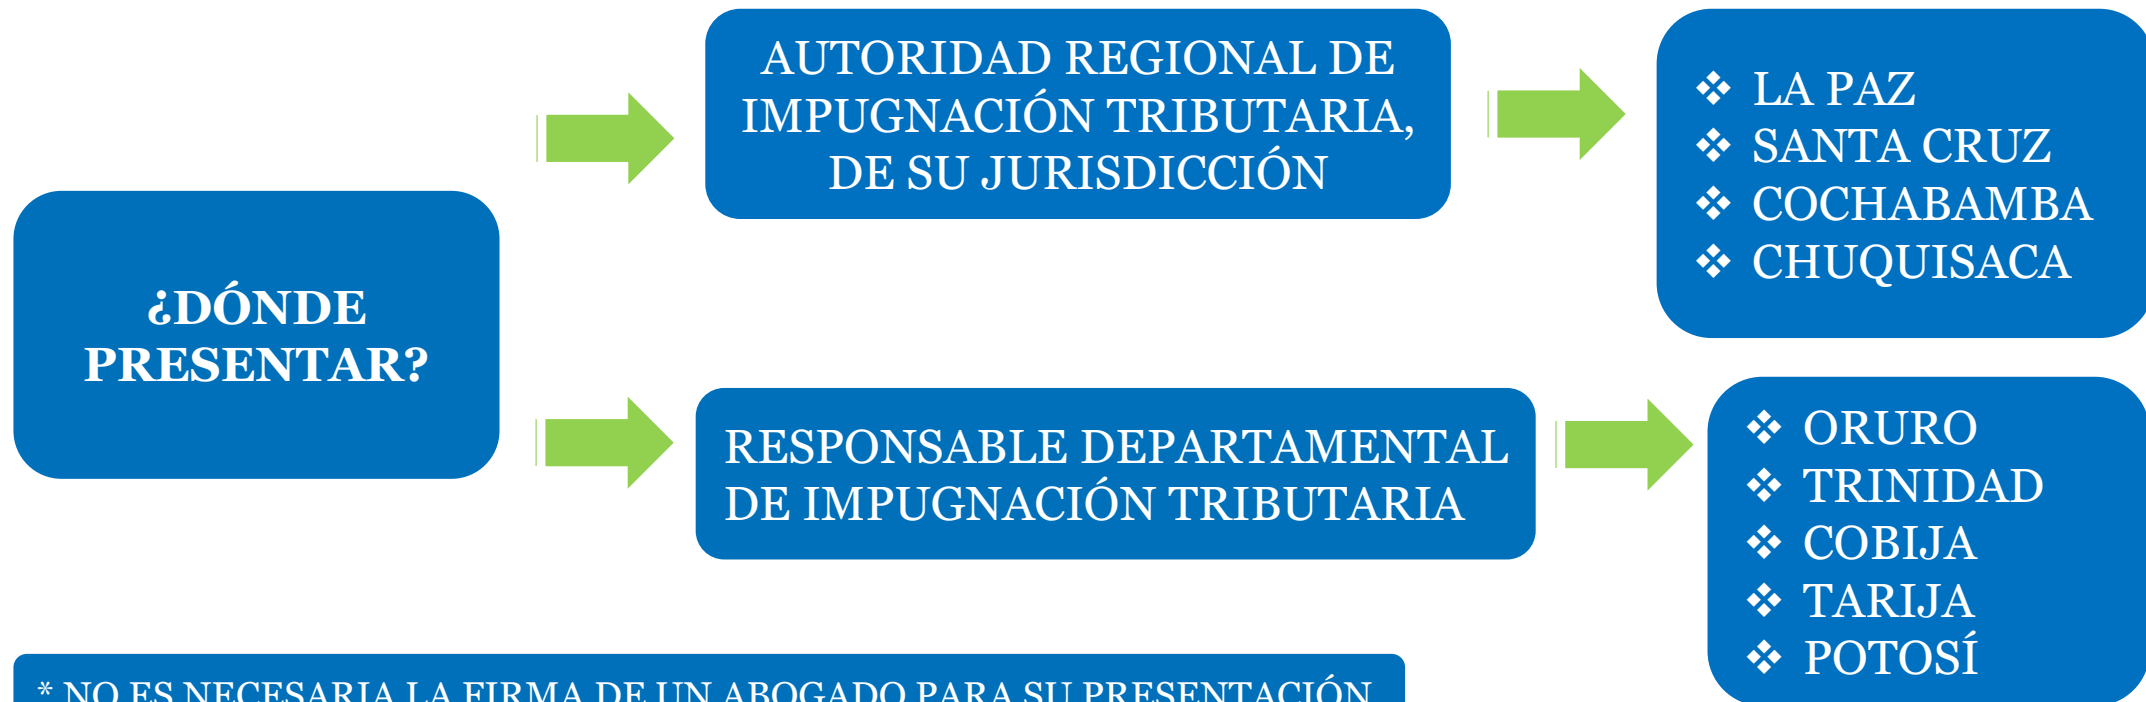 ¿DÓNDE
PRESENTAR?
AUTORIDAD REGIONAL DE
IMPUGNACIÓN TRIBUTARIA,
DE SU JURISDICCIÓN
❖ LA PAZ
❖ SANTA CRUZ
❖ COCHABAMBA
❖ CHUQUISACA
RESPONSABLE DEPARTAMENTAL
DE IMPUGNACIÓN TRIBUTARIA
❖ ORURO
❖ TRINIDAD
❖ COBIJA
❖ TARIJA
❖ POTOSÍ
* NO ES NECESARIA LA FIRMA DE UN ABOGADO PARA SU PRESENTACIÓN